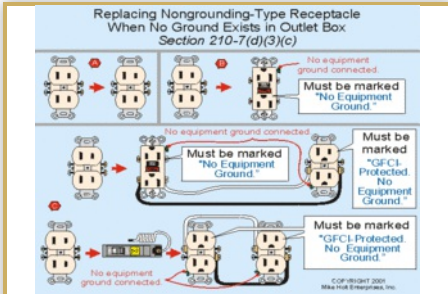 Replacing Nongrounding-Type Receptacle
When No Ground Exists in Outlet Box
Section 210-7(d)(3)(c)
A
B
No equipment
ground connected.
Must be marked
"No Equipment
Ground."
No equipment ground connected.
Must be marked
"No Equipment
Ground."
Must be
marked
"GFCI-
Protected.
No
Equipment
Ground."
C
Must be marked
"GFCI-Protected.
No Equipment
Ground."
No equipment
ground connected.
COPYRIGHT 2001
Mike Holt Enterprises, Inc.